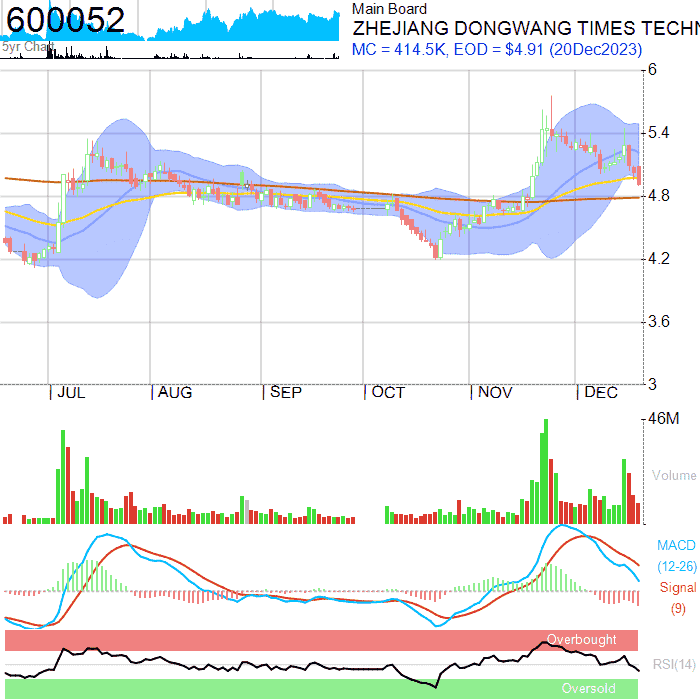 600052
5yr Chart
Main Board
ZHEJIANG DONGWANG TIMES TECHN
MC = 414.5K, EOD = $4.91 (20Dec2023)
6
5.4
4.8
4.2
3.6
3
JUL AUG SEP OCT NOV DEC
46M
Volume
MACD
(12-26)
Signal
(9)
Overbought
RSI(14)
Oversold